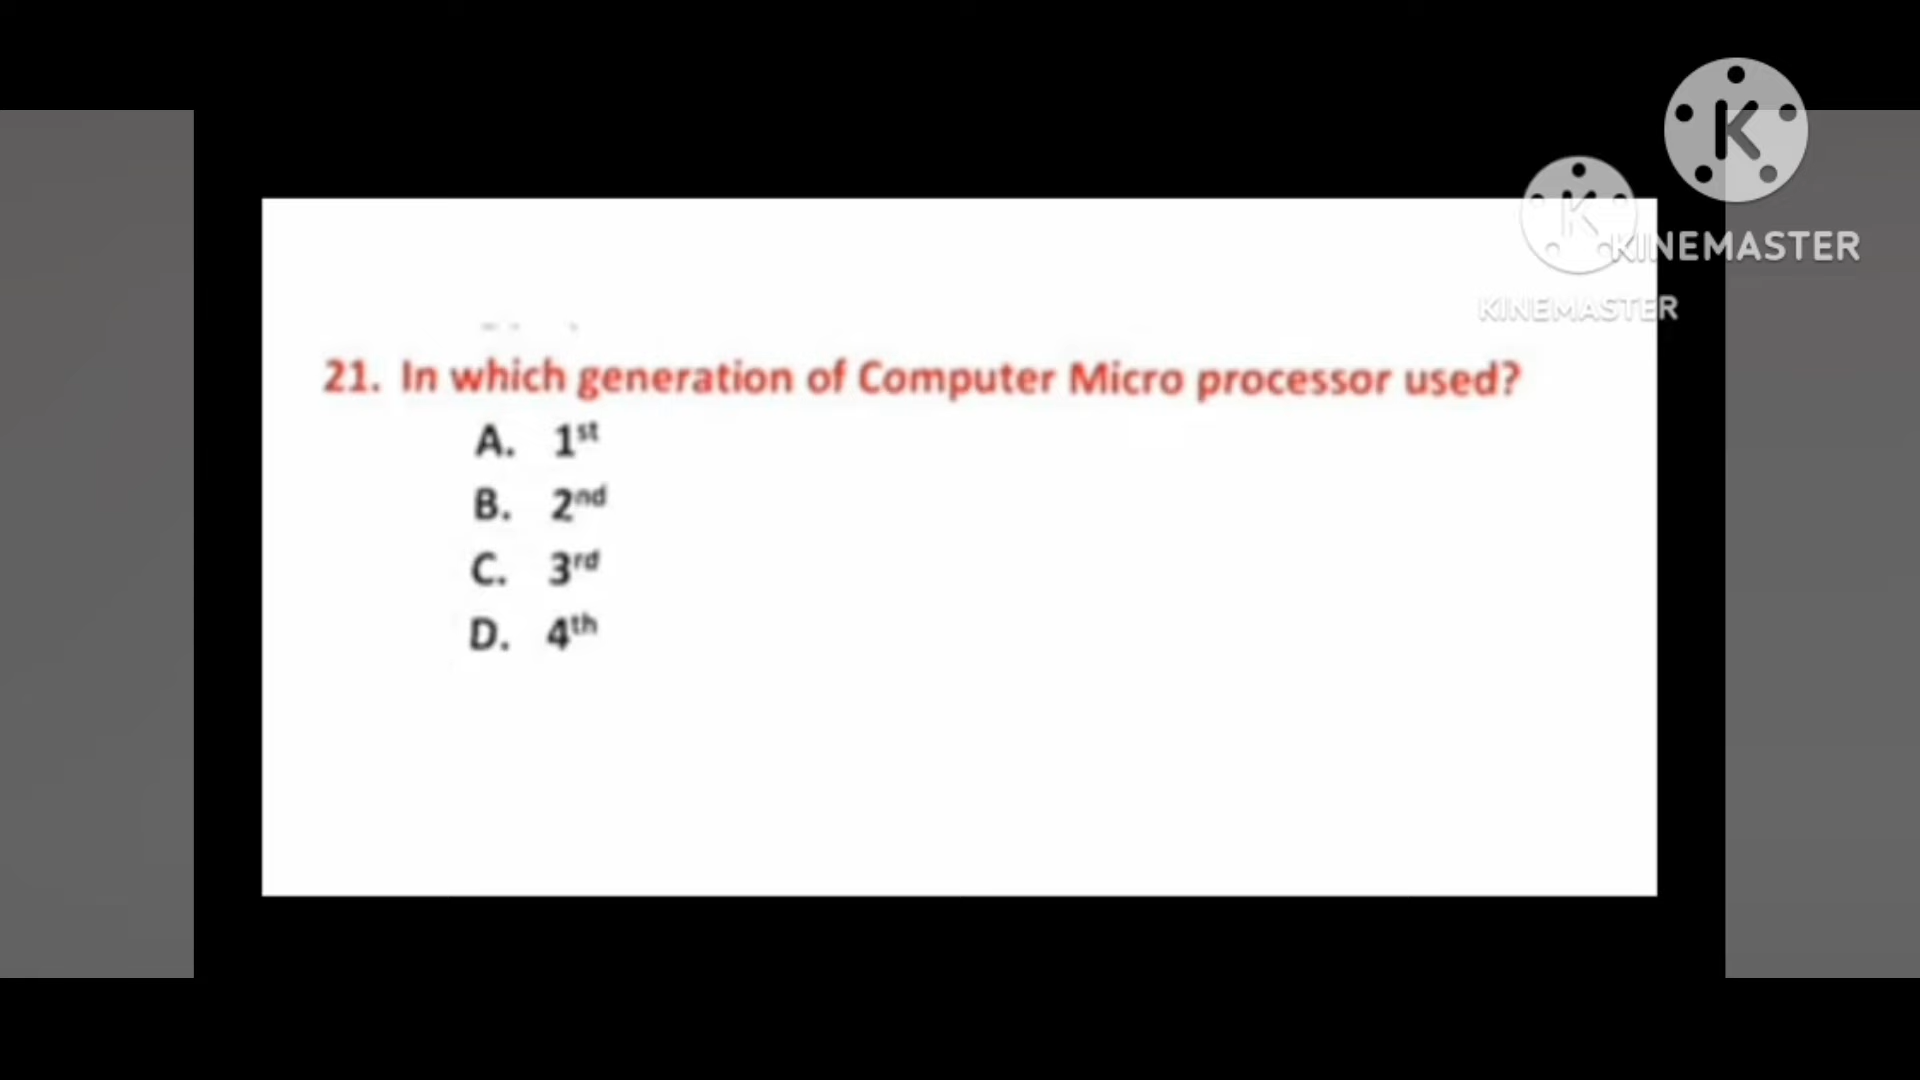 KINEMASTER
KINEMASTER
21. In which generation of Computer Micro processor used?
A. 1st
B. 2nd
C. 3rd
D. 4th